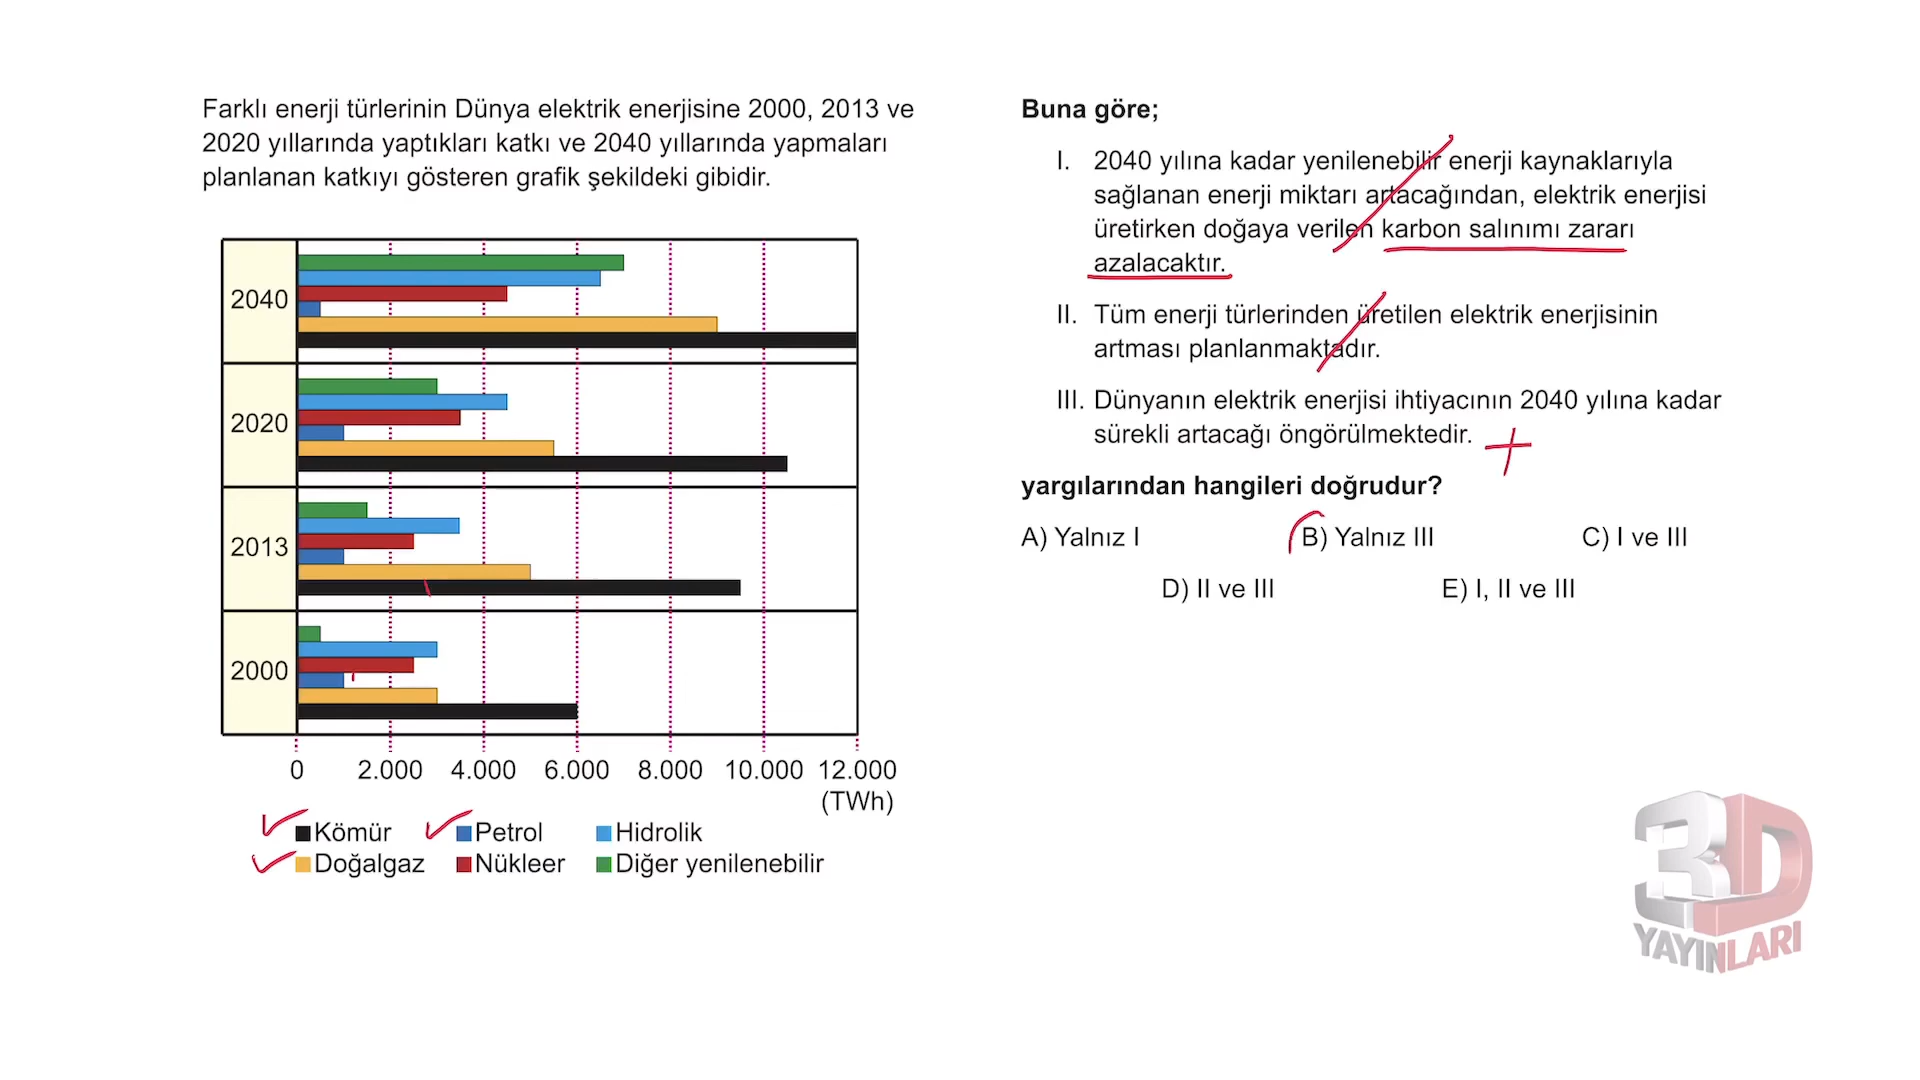 Farklı enerji türlerinin Dünya elektrik enerjisine 2000, 2013 ve
2020 yıllarında yaptıkları katkı ve 2040 yıllarında yapmaları
planlanan katkıyı gösteren grafik şekildeki gibidir.
2040
2020
2013
2000
0 2.000 4.000 6.000 8.000 10.000 12.000
(TWh)
Kömür Petrol Hidrolik
Doğalgaz Nükleer Diğer yenilenebilir
Buna göre;
I. 2040 yılına kadar yenilenebilir enerji kaynaklarıyla
sağlanan enerji miktarı artacağından, elektrik enerjisi
üretirken doğaya verilen karbon salınımı zararı
azalacaktır.
II. Tüm enerji türlerinden üretilen elektrik enerjisinin
artması planlanmaktadır.
III. Dünyanın elektrik enerjisi ihtiyacının 2040 yılına kadar
sürekli artacağı öngörülmektedir.
yargılarından hangileri doğrudur?
A) Yalnız I B) Yalnız III C) I ve III
D) II ve III E) I, II ve III
3D
YAYINLARI